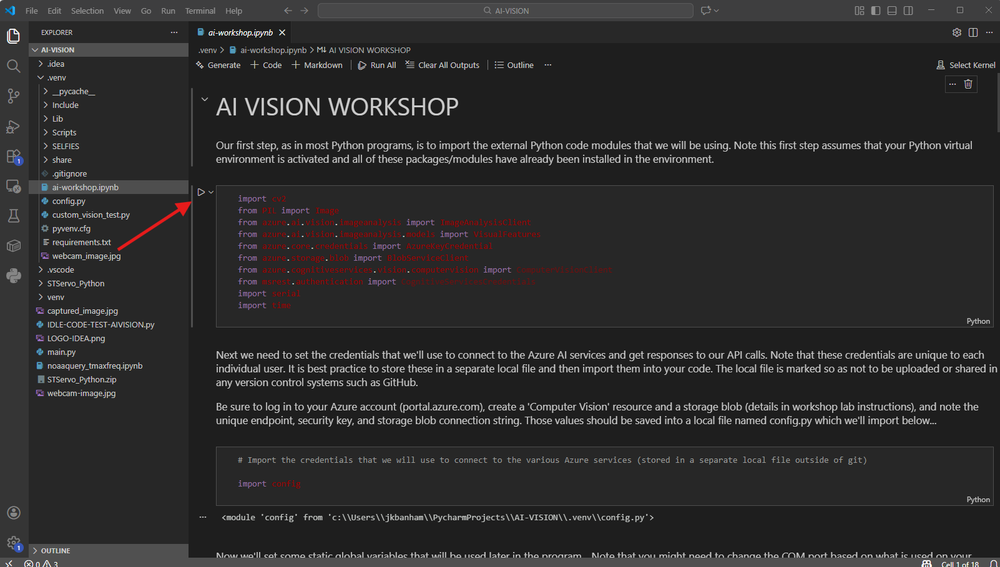 File Edit Selection View Go Run Terminal Help
AI-VISION
EXPLORER
AI-VISION
.idea
.venv
__pycache__
Include
Lib
Scripts
SELFIES
share
.gitignore
ai-workshop.ipynb
config.py
custom_vision_test.py
pyvenv.cfg
requirements.txt
webcam_image.jpg
.vscode
STServo_Python
venv
captured_image.jpg
IDLE-CODE-TEST-AIVISION.py
LOGO-IDEA.png
main.py
noaaquery_tmaxfreq.ipynb
STServo_Python.zip
webcam-image.jpg
OUTLINE
1
1
0 3
ai-workshop.ipynb
.venv > ai-workshop.ipynb > M↓ AI VISION WORKSHOP
Generate + Code + Markdown Run All Clear All Outputs Outline ...
Select Kernel
AI VISION WORKSHOP
Our first step, as in most Python programs, is to import the external Python code modules that we will be using. Note this first step assumes that your Python virtual
environment is activated and all of these packages/modules have already been installed in the environment.
import cv2
from PIL import Image
from azure.ai.vision.imageanalysis import ImageAnalysisClient
from azure.ai.vision.imageanalysis.models import VisualFeatures
from azure.core.credentials import AzureKeyCredential
from azure.storage.blob import BlobServiceClient
from azure.cognitiveservices.vision.computervision import ComputerVisionClient
from msrest.authentication import CognitiveServicesCredentials
import serial
import time
Python
Next we need to set the credentials that we'll use to connect to the Azure AI services and get responses to our API calls. Note that these credentials are unique to each
individual user. It is best practice to store these in a separate local file and then import them into your code. The local file is marked so as not to be uploaded or shared in
any version control systems such as GitHub.
Be sure to log in to your Azure account (portal.azure.com), create a 'Computer Vision' resource and a storage blob (details in workshop lab instructions), and note the
unique endpoint, security key, and storage blob connection string. Those values should be saved into a local file named config.py which we'll import below...
# Import the credentials that we will use to connect to the various Azure services (stored in a separate local file outside of git)
import config
Python
<module 'config' from 'c:\\Users\\jkbanham\\PycharmProjects\\AI-VISION\\.venv\\config.py'>
Now we'll set some static global variables that will be used later in the program. Note that you might need to change the COM port based on what is used on your
Cell 1 of 18